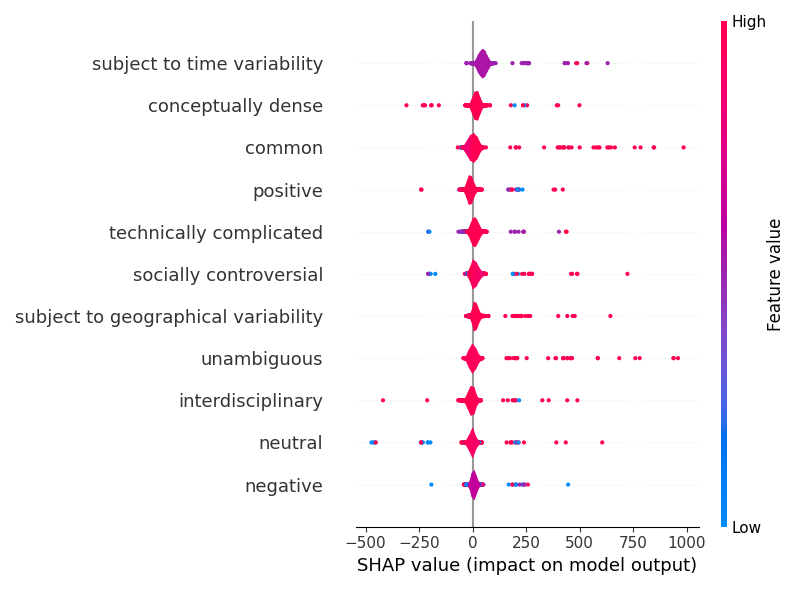 High
subject to time variability
conceptually dense
common
positive
technically complicated
socially controversial
subject to geographical variability
unambiguous
interdisciplinary
neutral
negative
Feature value
Low
−500 −250 0 250 500 750 1000
SHAP value (impact on model output)